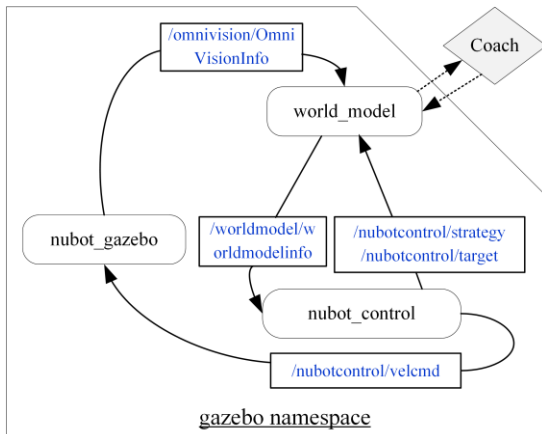 /omnivision/Omni
VisionInfo
Coach
world_model
nubot_gazebo
/worldmodel/w
orldmodelinfo
/nubotcontrol/strategy
/nubotcontrol/target
nubot_control
/nubotcontrol/velcmd
gazebo namespace